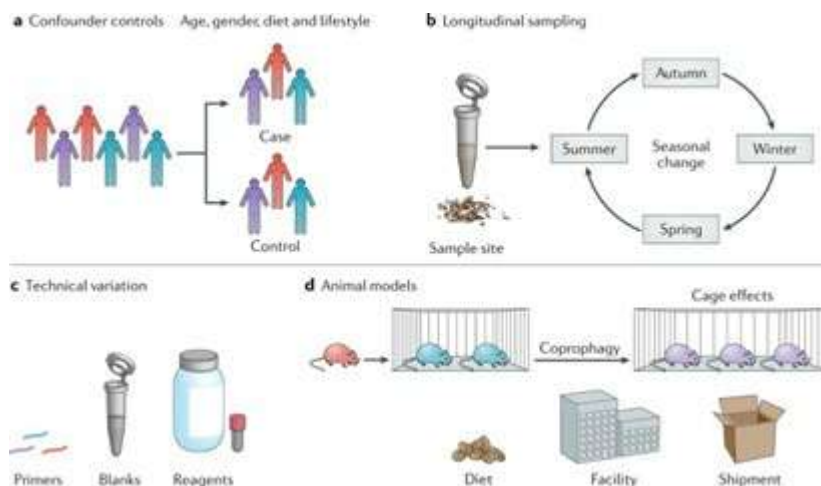 a Confounder controls Age, gender, diet and lifestyle
Case
Control
b Longitudinal sampling
Autumn
Summer
Seasonal
change
Winter
Spring
Sample site
c Technical variation
Primers
Blanks
Reagents
d Animal models
Cage effects
Coprophagy
Diet
Facility
Shipment